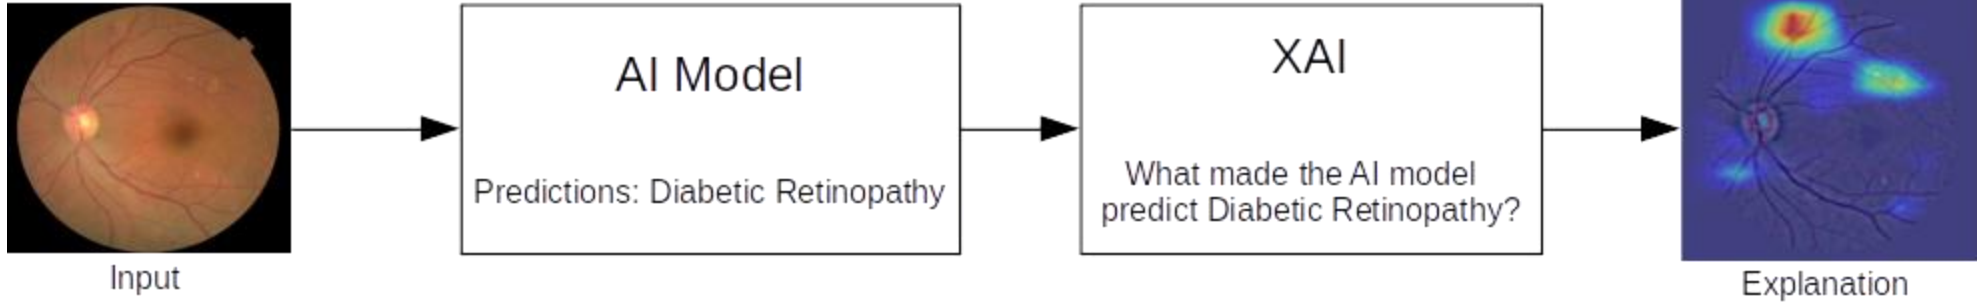 AI Model
Predictions: Diabetic Retinopathy
XAI
What made the AI model
predict Diabetic Retinopathy?
Input
Explanation